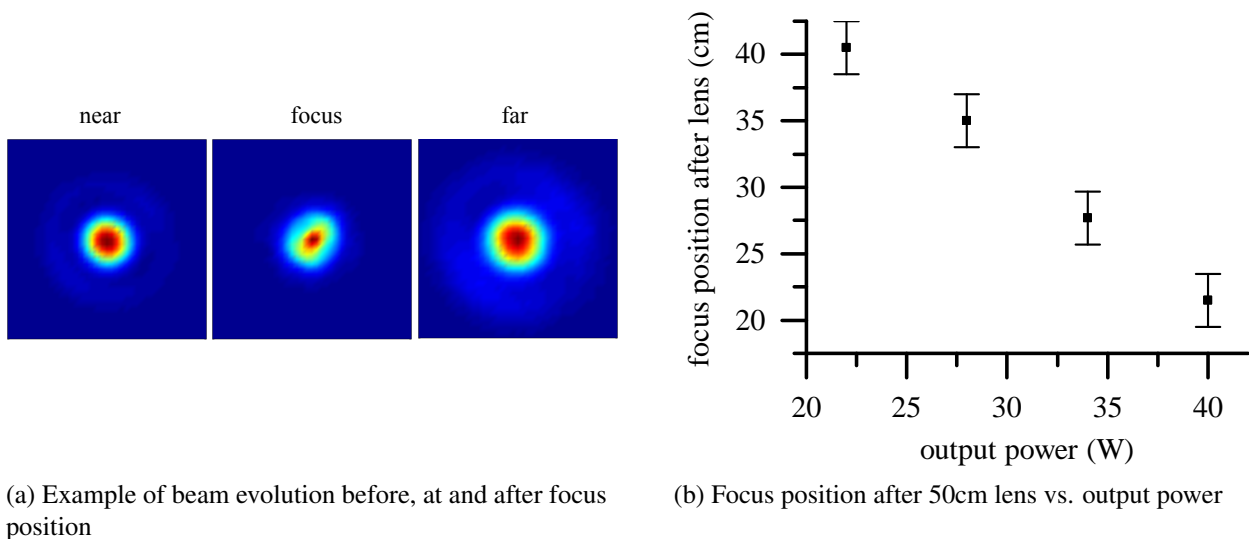 near focus far
focus position after lens (cm)
40
35
30
25
20
20 25 30 35 40
output power (W)
(a) Example of beam evolution before, at and after focus
position
(b) Focus position after 50cm lens vs. output power